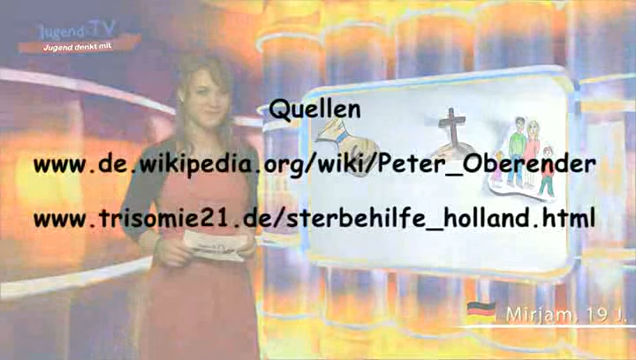 Jugend-TV
Jugend denkt mit
Quellen
www.de.wikipedia.org/wiki/Peter_Oberender
www.trisomie21.de/sterbehilfe_holland.html
Mirjam, 19 J.